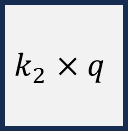 k₂ × q